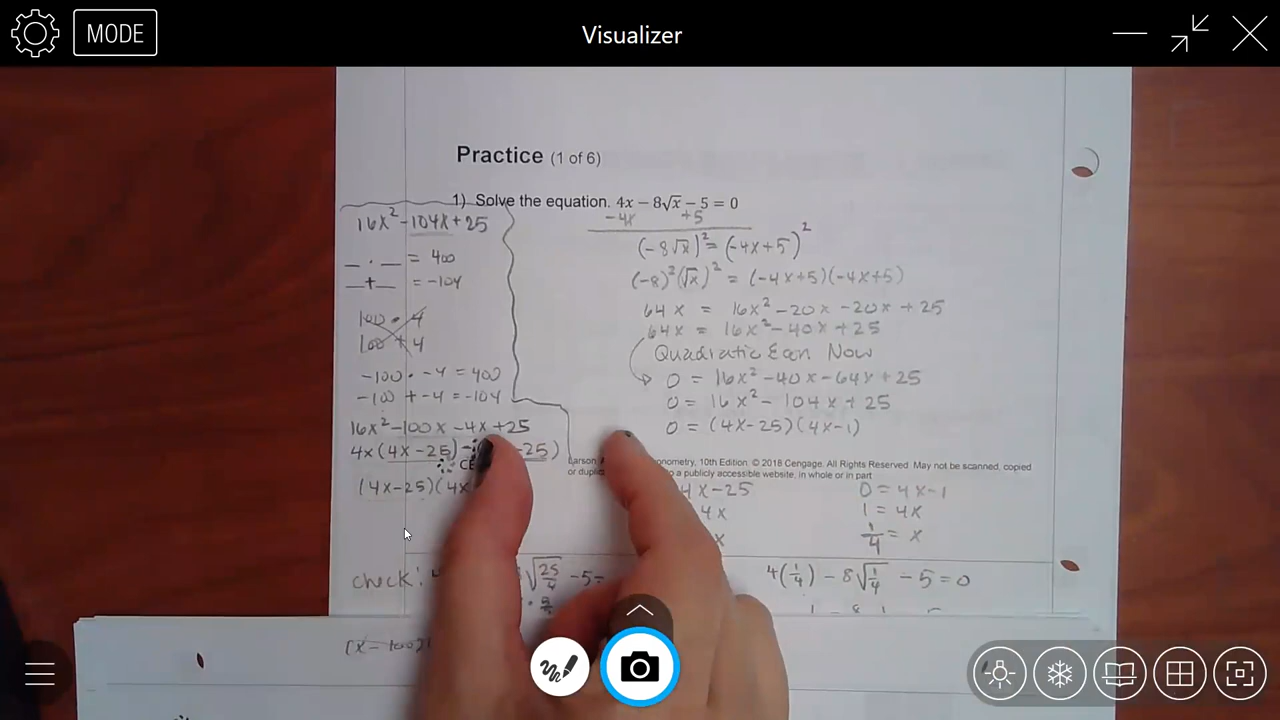 MODE
Visualizer
Practice (1 of 6)
1) Solve the equation. 4x − 8√x − 5 = 0
-4x +5
(-8√x)² = (-4x+5)²
(-8)²(√x)² = (-4x+5)(-4x+5)
64x = 16x²-20x-20x+25
64x = 16x²-40x+25
Quadratic Eqn Now
0 = 16x²-40x-64x+25
0 = 16x²-104x+25
0 = (4x-25)(4x-1)
16x²-104x+25
_ · _ = 400
_ + _ = -104
100 · 4
100 + 4
-100 · -4 = 400
-100 + -4 = -104
16x²-100x-4x+25
4x(4x-25) -25)
(4x-25)(4x
Larson onometry, 10th Edition. © 2018 Cengage. All Rights Reserved. May not be scanned, copied
or duplic to a publicly accessible website, in whole or in part
4x-25
4x
x
0=4x-1
1=4x
1/4 = x
check: √25/4 -5=
4(1/4) - 8√1/4 - 5=0